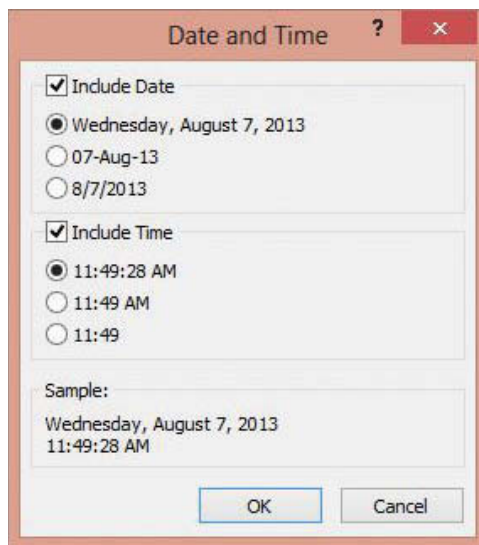 Date and Time ? ×
Include Date
Wednesday, August 7, 2013
07-Aug-13
8/7/2013
Include Time
11:49:28 AM
11:49 AM
11:49
Sample:
Wednesday, August 7, 2013
11:49:28 AM
OK Cancel